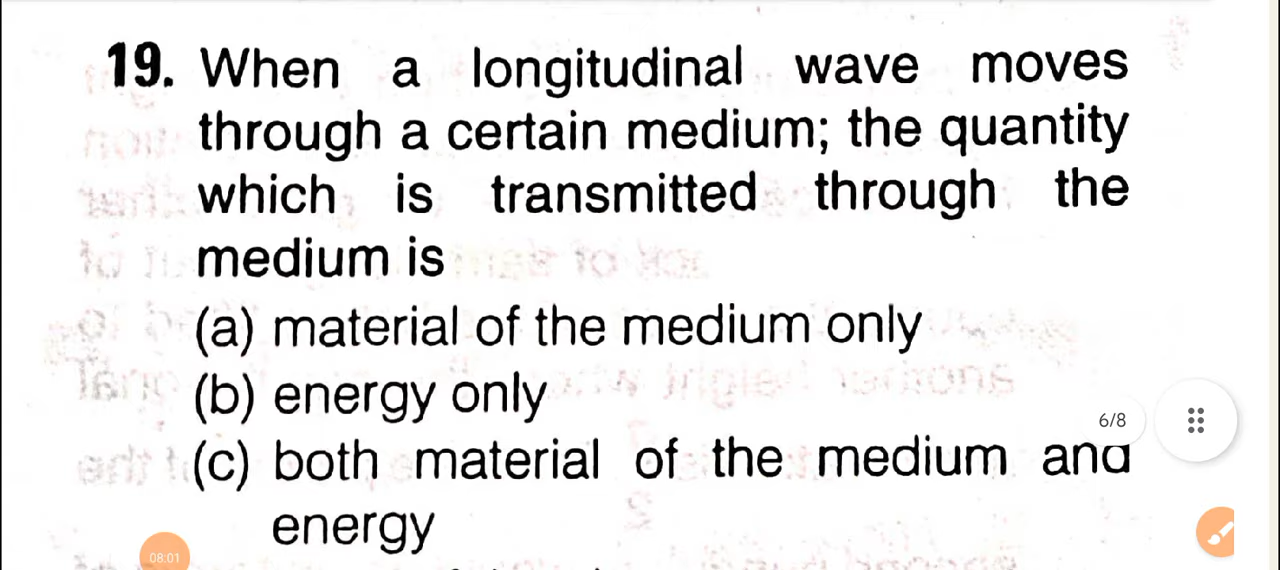 19. When a longitudinal wave moves
through a certain medium; the quantity
which is transmitted through the
medium is
(a) material of the medium only
(b) energy only
6/8
(c) both material of the medium and
energy
08:01